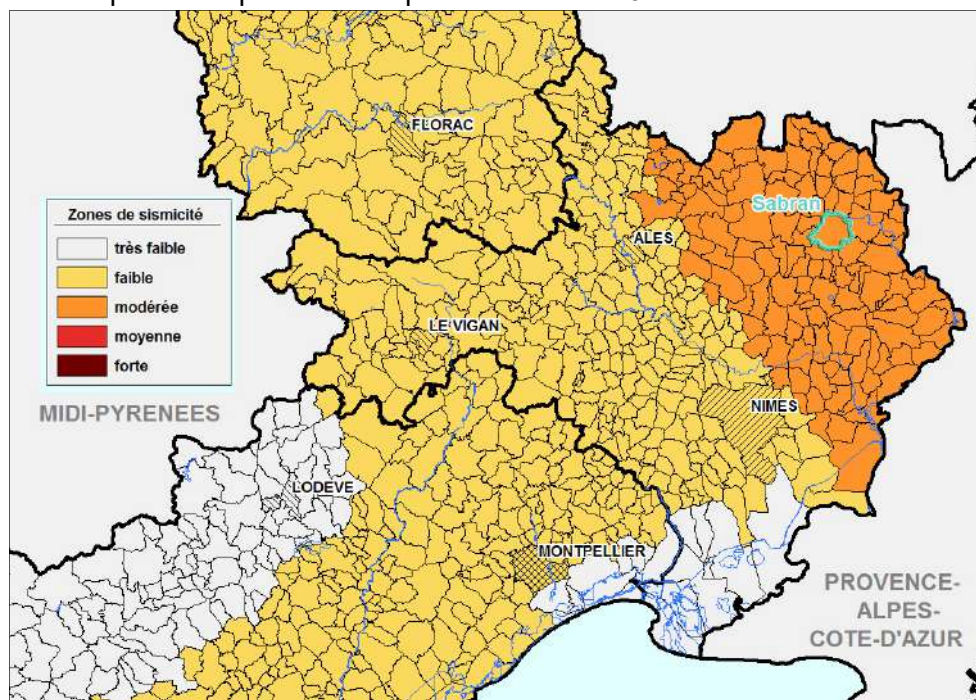 FLORAC
Sabran
Zones de sismicité
très faible
faible
modérée
moyenne
forte
ALES
LE VIGAN
MIDI-PYRENEES
NIMES
LODEVE
MONTPELLIER
PROVENCE-
ALPES-
COTE-D'AZUR